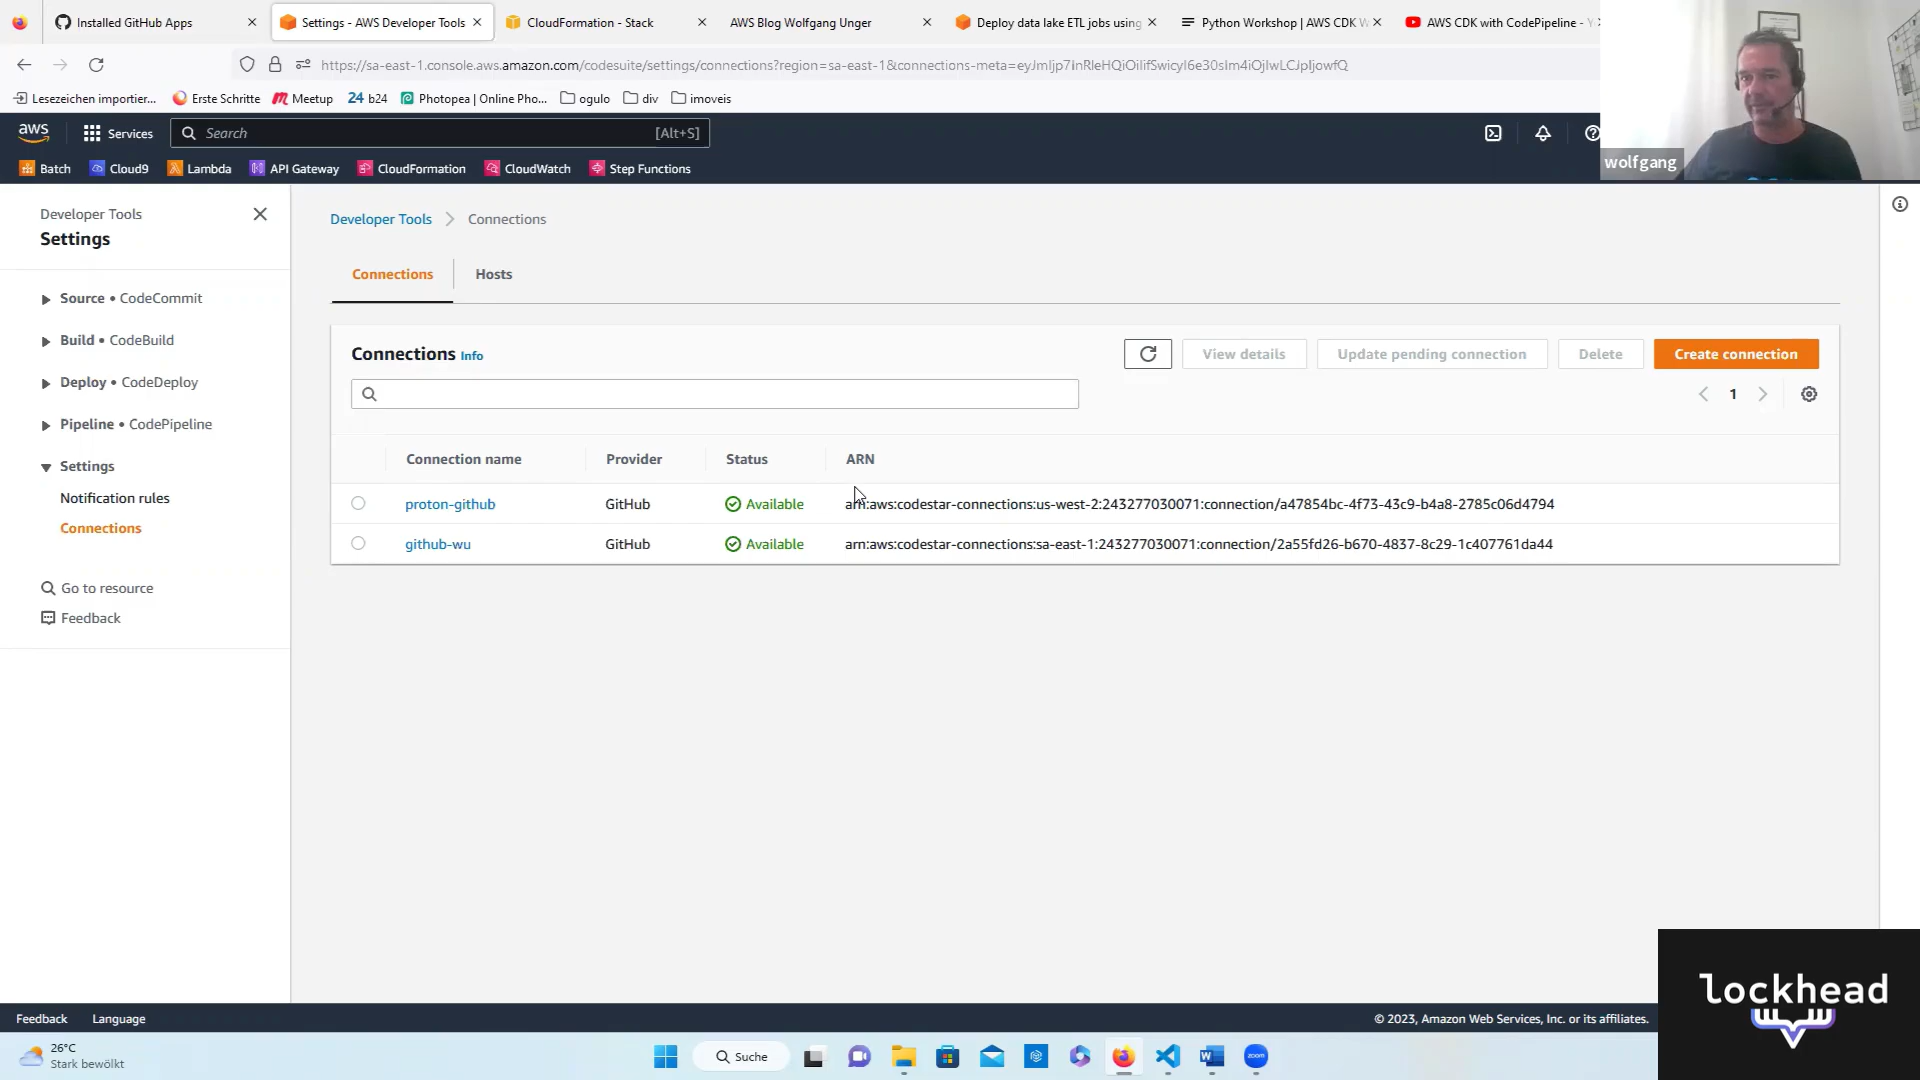 Installed GitHub Apps
Settings - AWS Developer Tools
CloudFormation - Stack
AWS Blog Wolfgang Unger
Deploy data lake ETL jobs using
Python Workshop | AWS CDK W
AWS CDK with CodePipeline -
https://sa-east-1.console.aws.amazon.com/codesuite/settings/connections?region=sa-east-1&connections-meta=
Lesezeichen importier...
Erste Schritte
Meetup
24 b24
Photopea | Online Pho...
ogulo
div
imoveis
aws
Services
Search
[Alt+S]
wolfgang
Batch
Cloud9
Lambda
API Gateway
CloudFormation
CloudWatch
Step Functions
Developer Tools
Settings
Source • CodeCommit
Build • CodeBuild
Deploy • CodeDeploy
Pipeline • CodePipeline
Settings
Notification rules
Connections
Go to resource
Feedback
Developer Tools
Connections
Connections
Hosts
Connections Info
View details
Update pending connection
Delete
Create connection
1
Connection name
Provider
Status
ARN
proton-github
GitHub
Available
arn:aws:codestar-connections:us-west-2:243277030071:connection/a47854bc-4f73-43c9-b4a8-2785c06d4794
github-wu
GitHub
Available
arn:aws:codestar-connections:sa-east-1:243277030071:connection/2a55fd26-b670-4837-8c29-1c407761da44
Feedback
Language
© 2023, Amazon Web Services, Inc. or its affiliates.
lockhead
26°C
Stark bewölkt
Suche
zoom